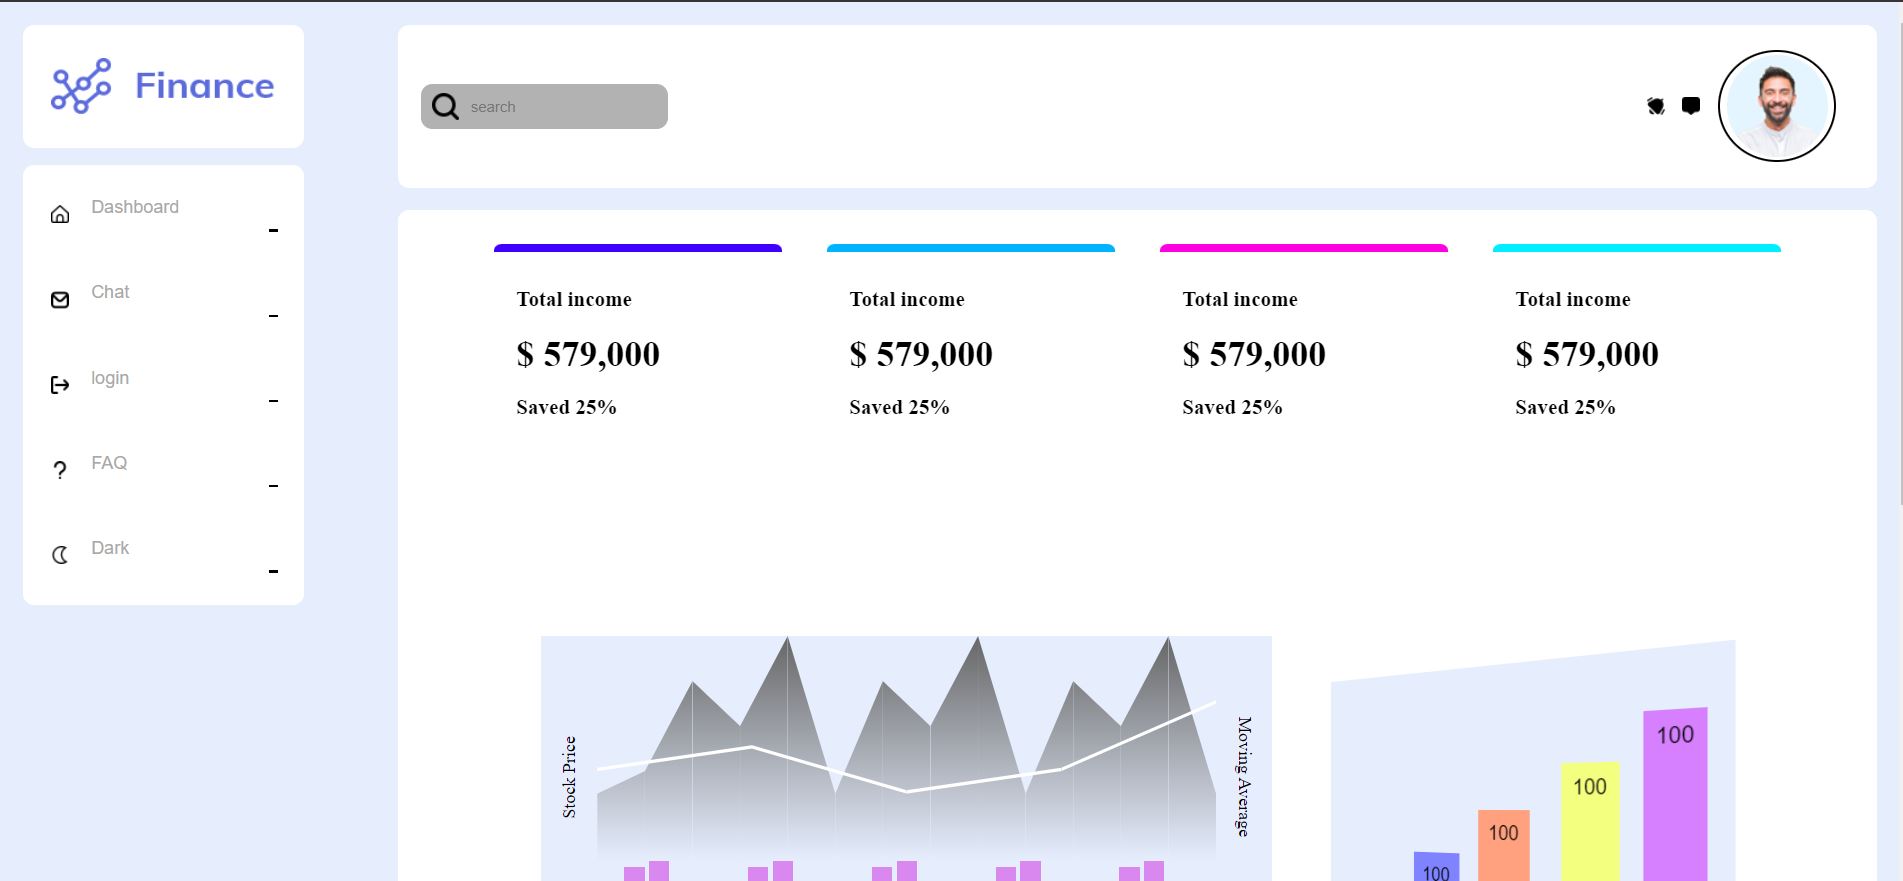 Finance
search
Dashboard
Chat
login
FAQ
Dark
Total income
$ 579,000
Saved 25%
Total income
$ 579,000
Saved 25%
Total income
$ 579,000
Saved 25%
Total income
$ 579,000
Saved 25%
Stock Price
Moving Average
100
100
100
100